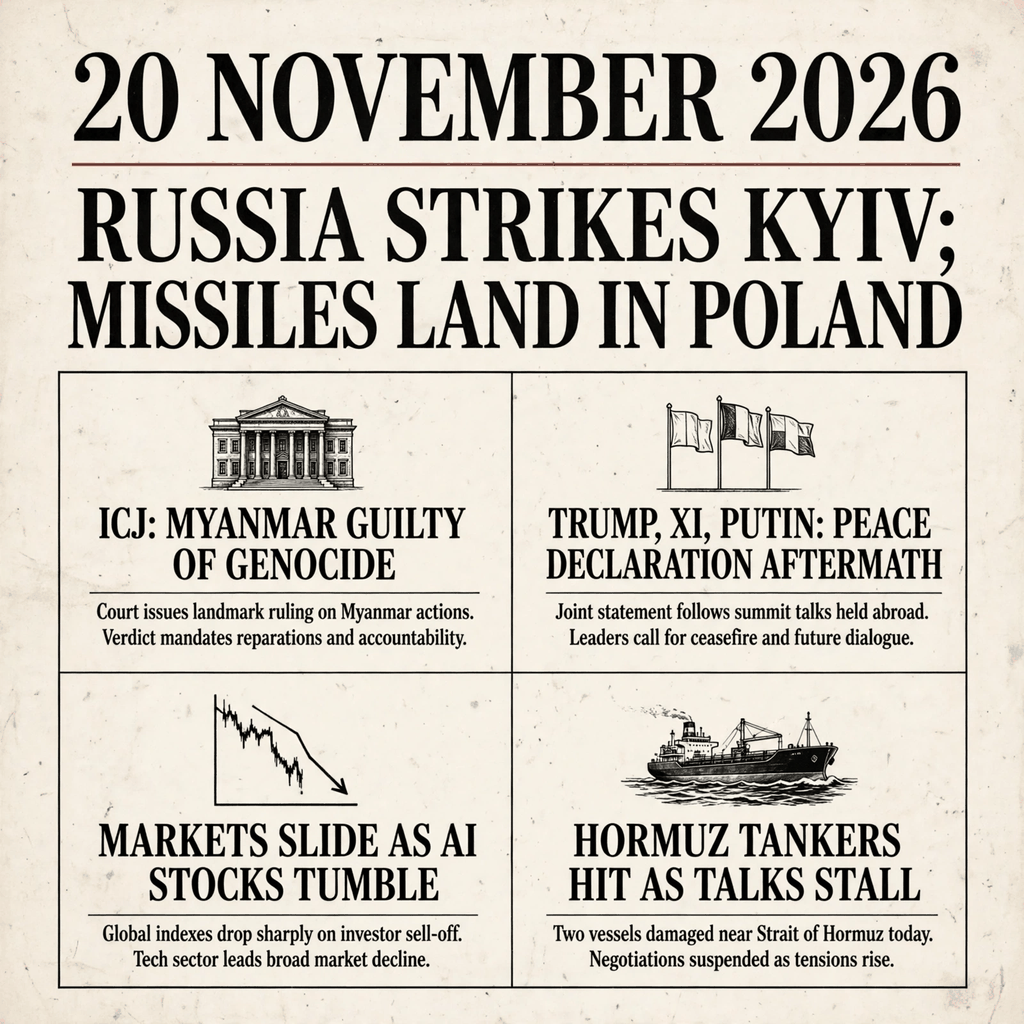 20 NOVEMBER 2026
RUSSIA STRIKES KYIV;
MISSILES LAND IN POLAND
ICJ: MYANMAR GUILTY
OF GENOCIDE
Court issues landmark ruling on Myanmar actions.
Verdict mandates reparations and accountability.
TRUMP, XI, PUTIN: PEACE
DECLARATION AFTERMATH
Joint statement follows summit talks held abroad.
Leaders call for ceasefire and future dialogue.
MARKETS SLIDE AS AI
STOCKS TUMBLE
Global indexes drop sharply on investor sell-off.
Tech sector leads broad market decline.
HORMUZ TANKERS
HIT AS TALKS STALL
Two vessels damaged near Strait of Hormuz today.
Negotiations suspended as tensions rise.